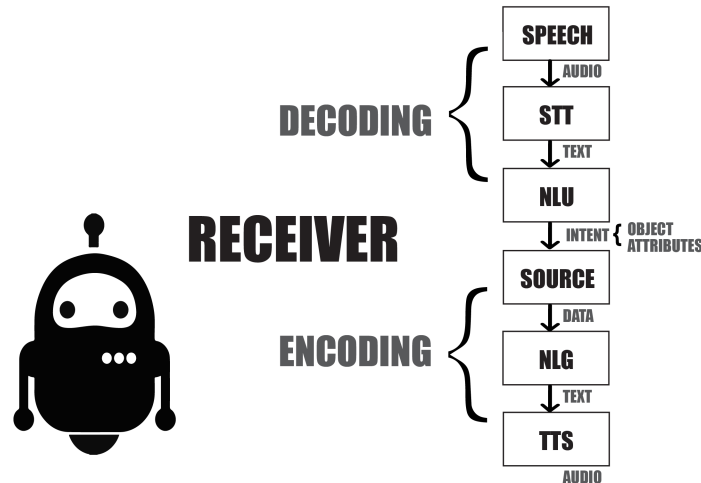 SPEECH
AUDIO
DECODING
STT
TEXT
NLU
RECEIVER
INTENT { OBJECT
ATTRIBUTES
SOURCE
DATA
ENCODING
NLG
TEXT
TTS
AUDIO